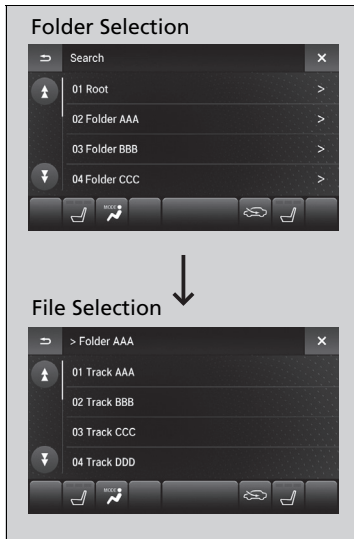 Folder Selection
Search
01 Root >
02 Folder AAA >
03 Folder BBB >
04 Folder CCC >
MODE
File Selection
> Folder AAA
01 Track AAA
02 Track BBB
03 Track CCC
04 Track DDD
MODE